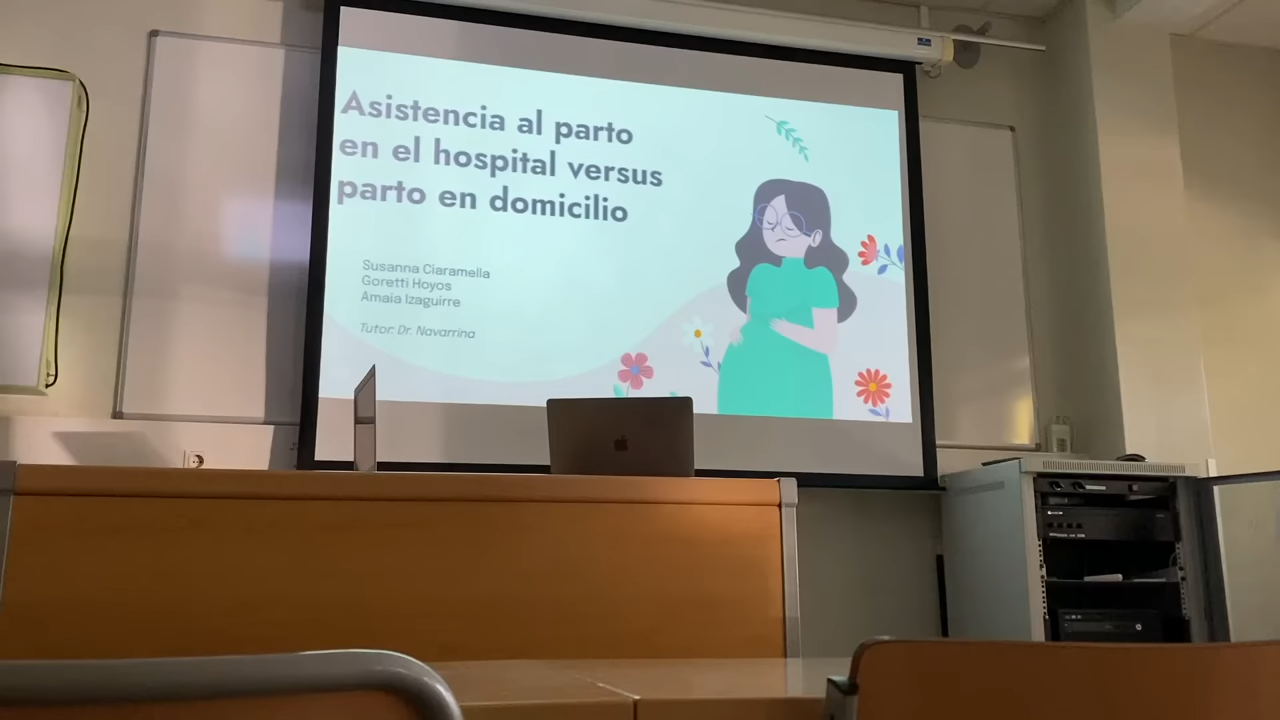 Asistencia al parto
en el hospital versus
parto en domicilio
Susanna Ciaramella
Goretti Hoyos
Amaia Izaguirre
Tutor: Dr. Navarrina